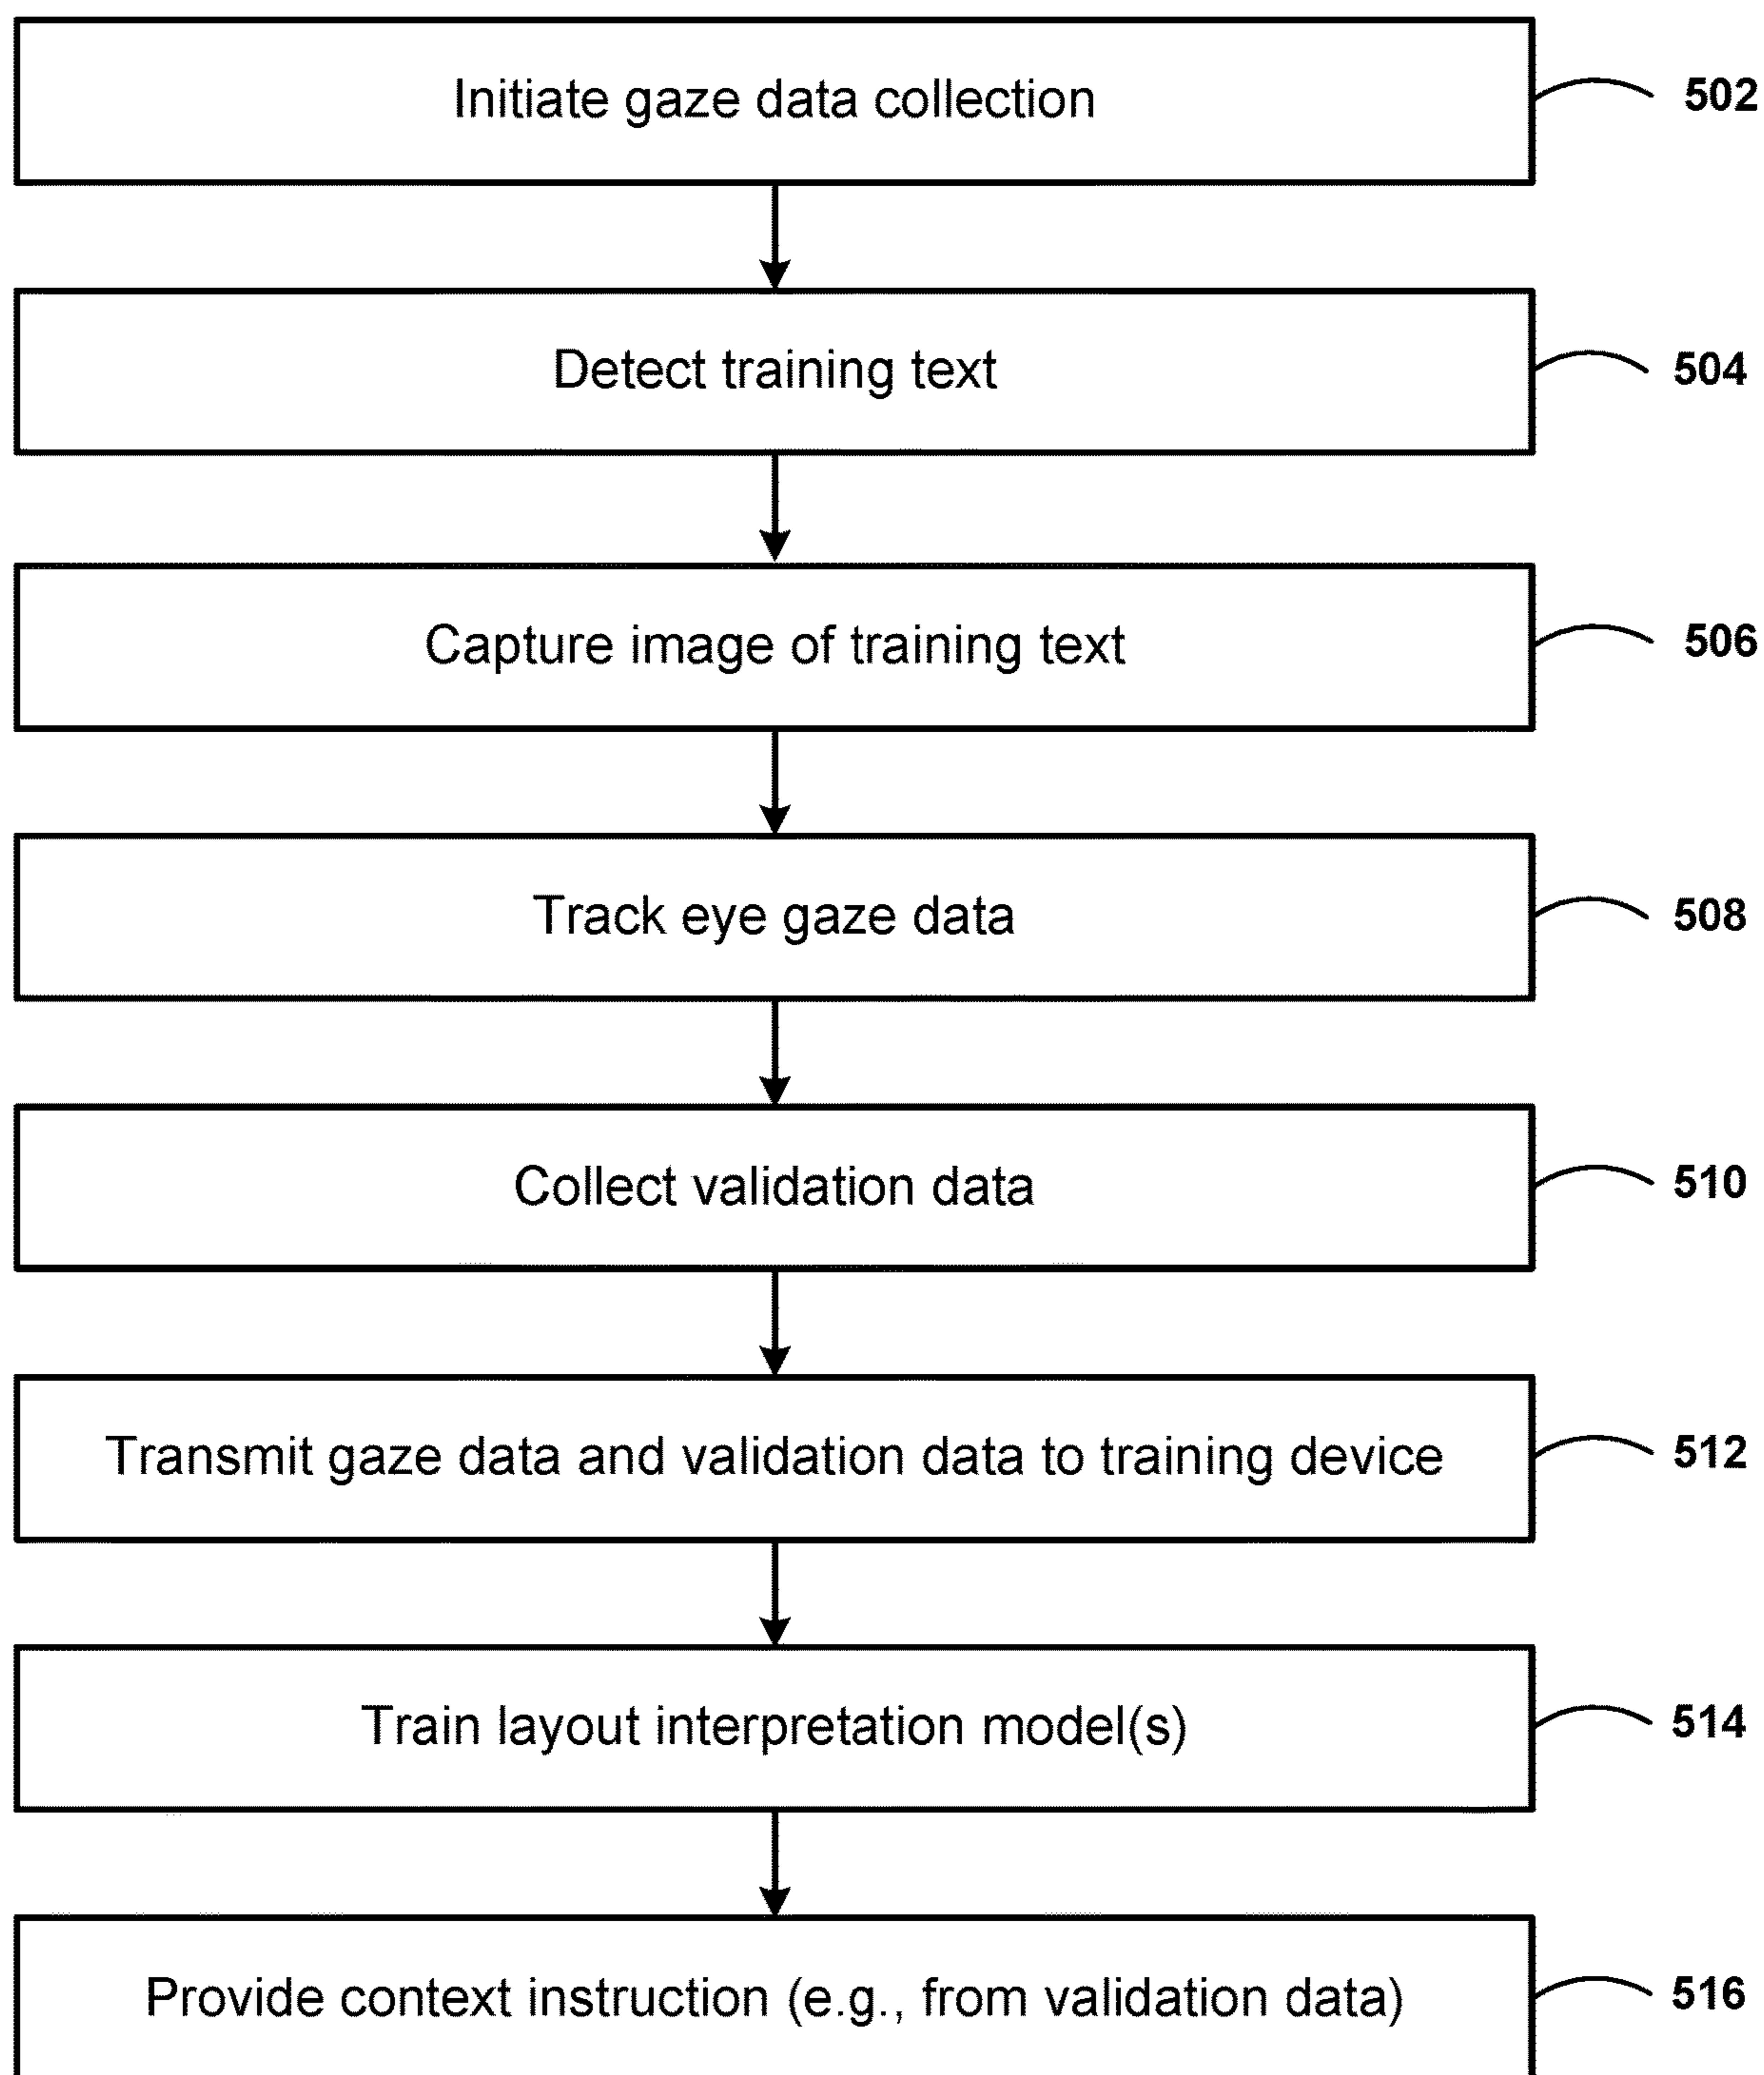 Initiate gaze data collection 502
Detect training text 504
Capture image of training text 506
Track eye gaze data 508
Collect validation data 510
Transmit gaze data and validation data to training device 512
Train layout interpretation model(s) 514
Provide context instruction (e.g., from validation data) 516